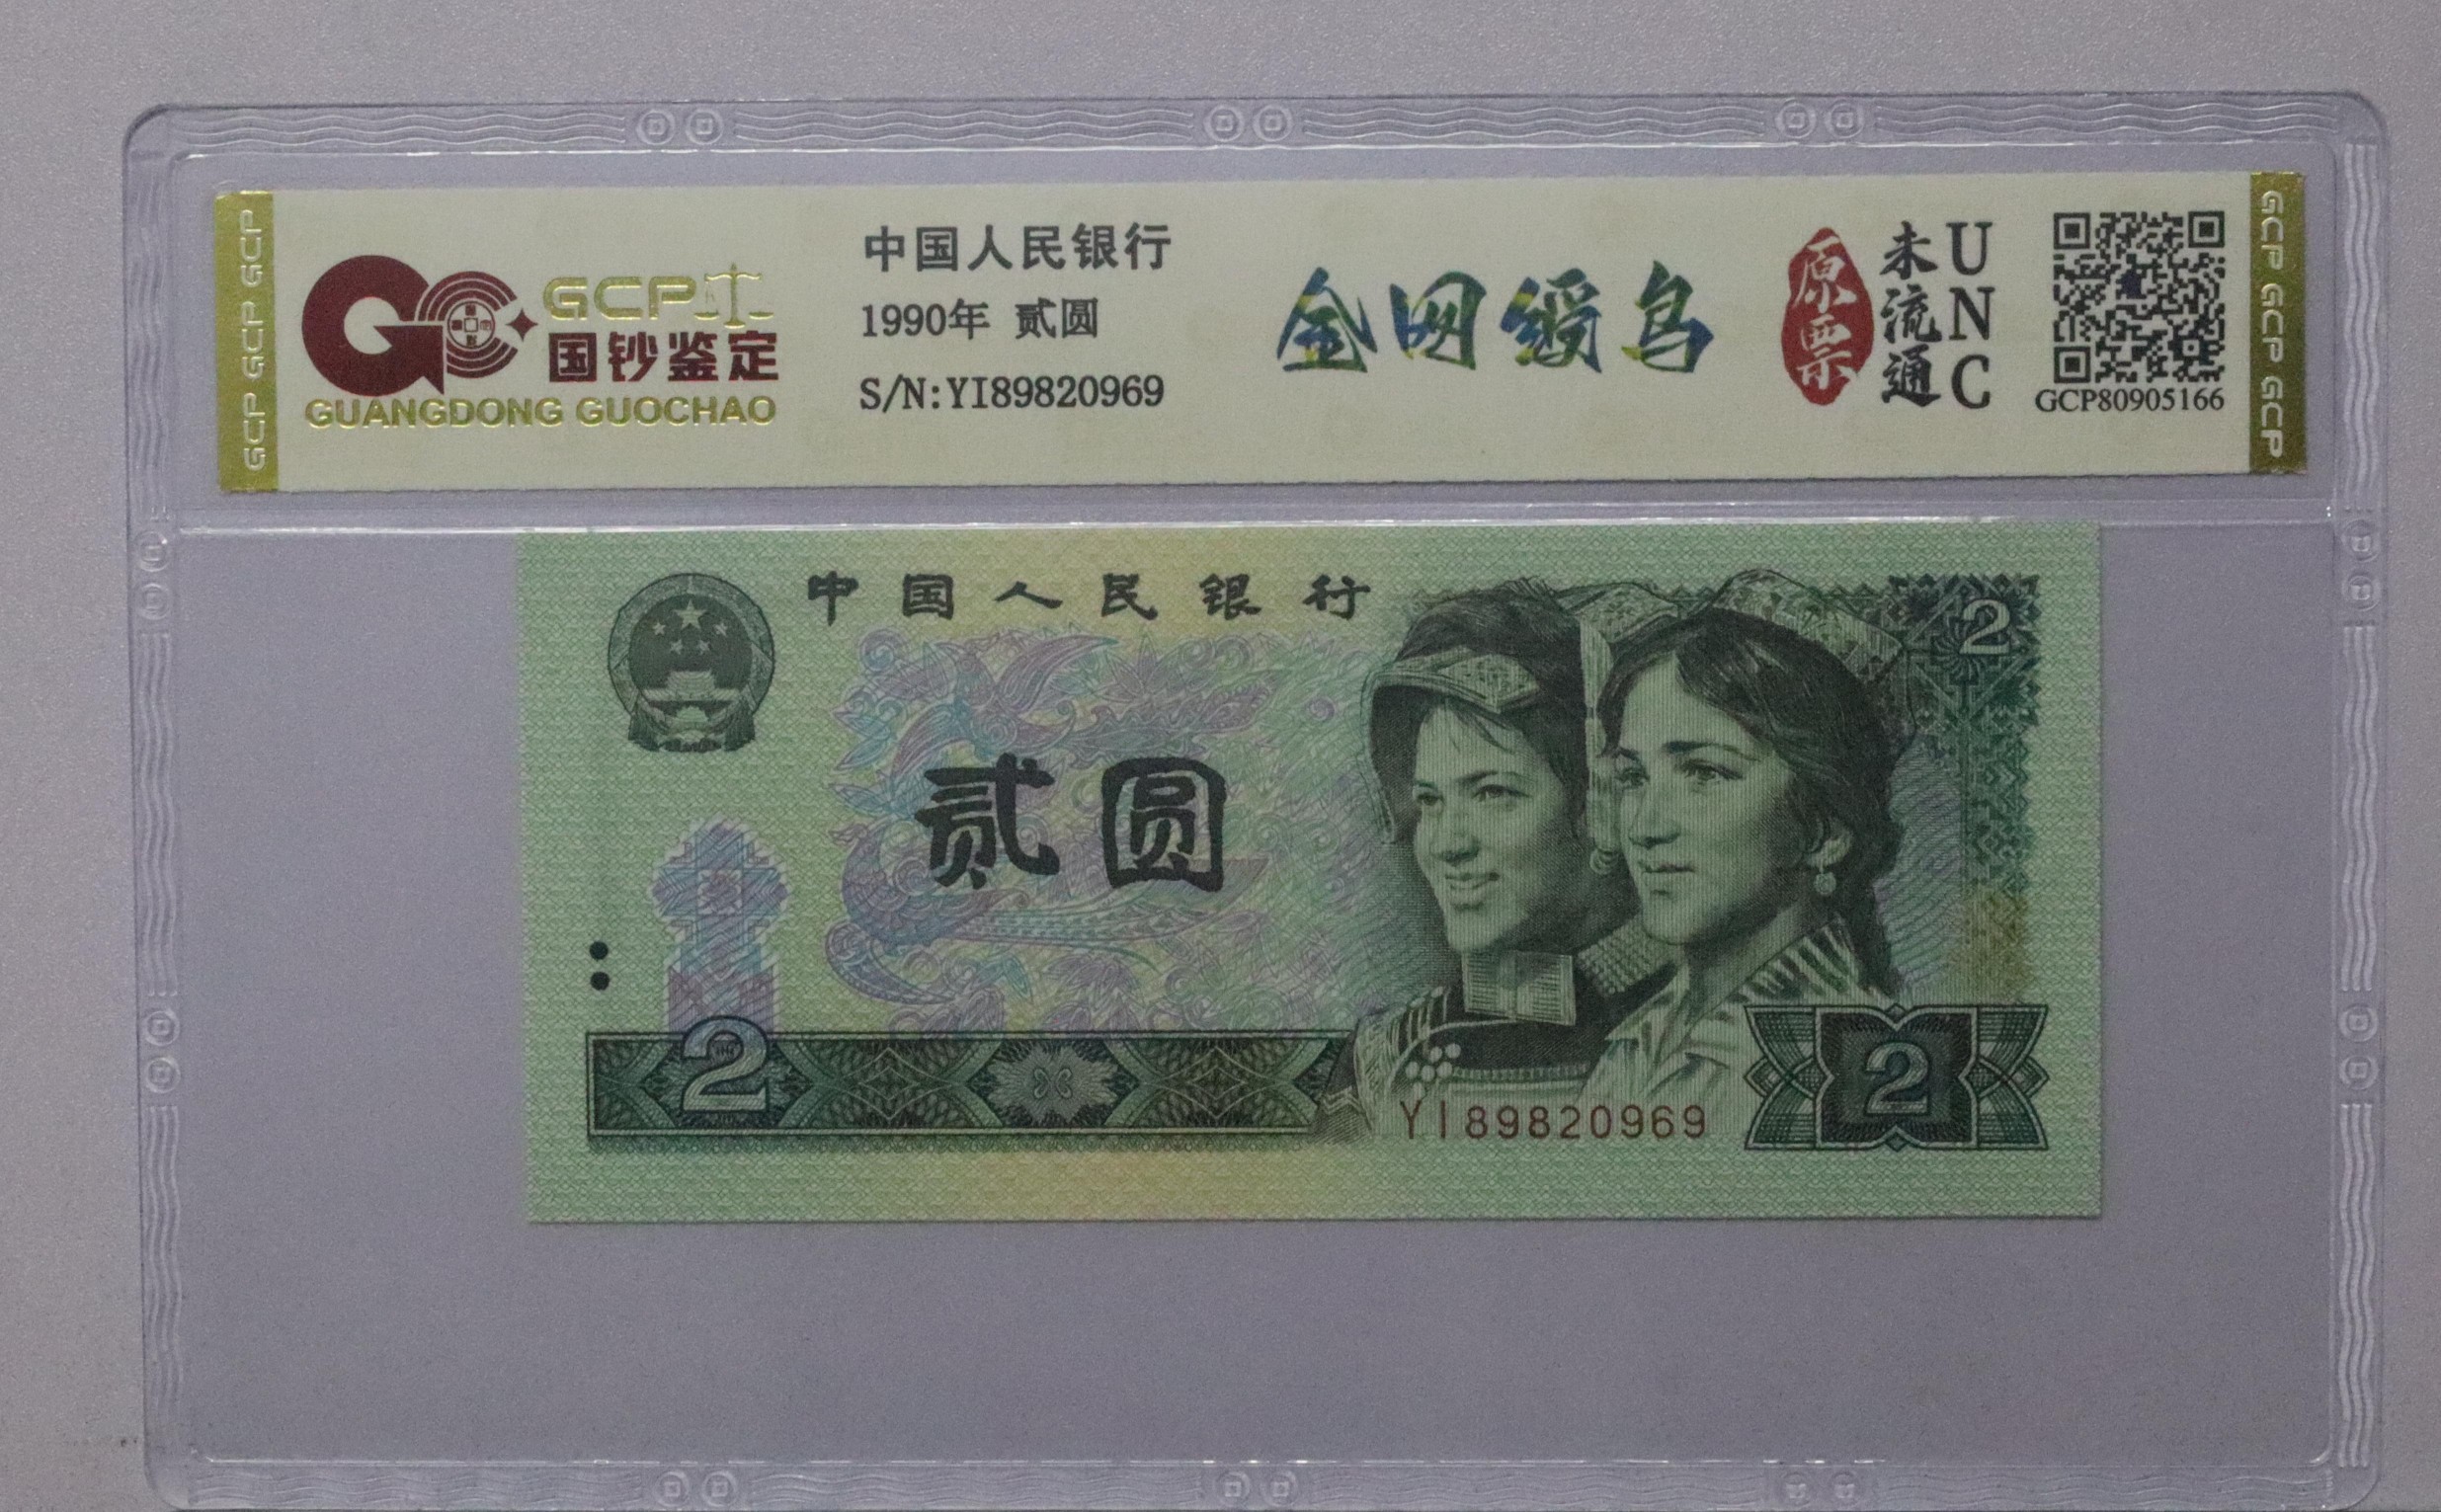 GCP GCP GCP
GCP
国钞鉴定
GUANGDONG GUOCHAO
中国人民银行
1990年 贰圆
S/N:YI89820969
金网绶鸟
原票
未流通
UNC
GCP80905166
GCP GCP GCP
中国人民银行
2
贰圆
2
YI89820969
2